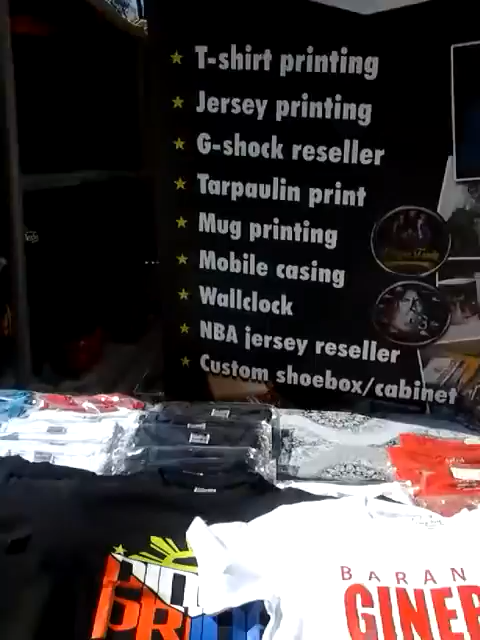 T-shirt printing
Jersey printing
G-shock reseller
Tarpaulin print
Mug printing
Mobile casing
Wallclock
NBA jersey reseller
Custom shoebox/cabinet
BARAN
GINEB